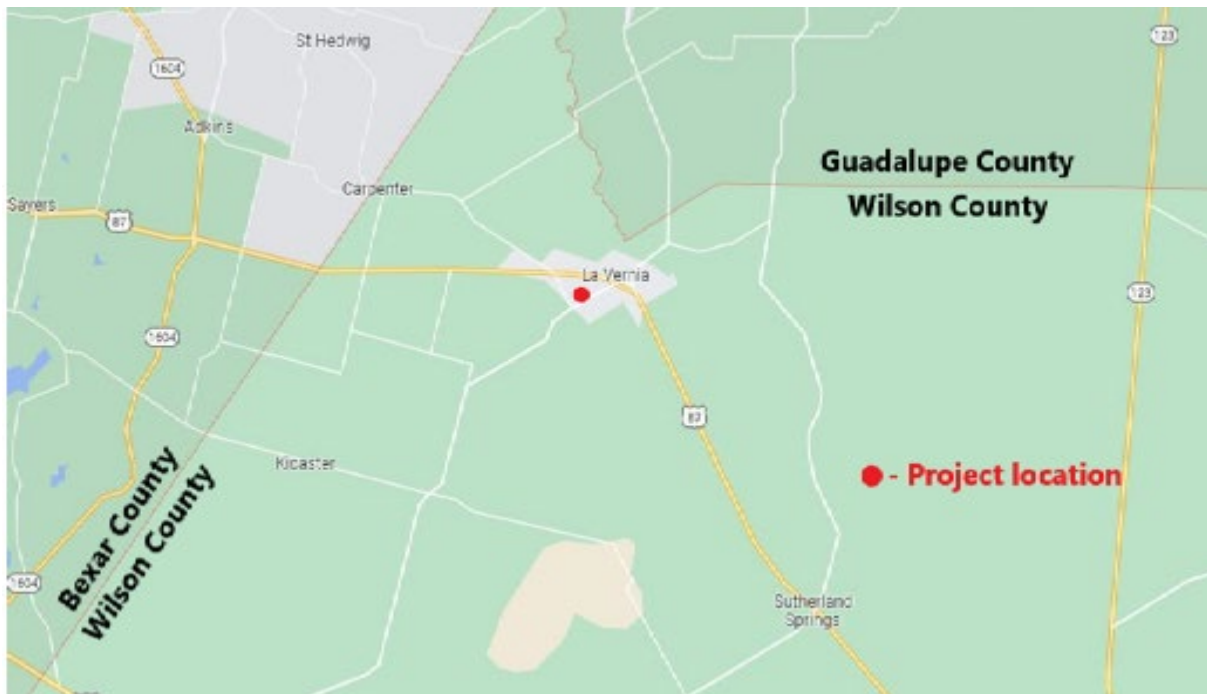 123
St Hedwig
1604
Adkins
Guadalupe County
Carpenter
Sayers
Wilson County
87
La Vernia
123
1604
87
Kicaster
- Project location
Bexar County
Wilson County
1604
Sutherland
Springs